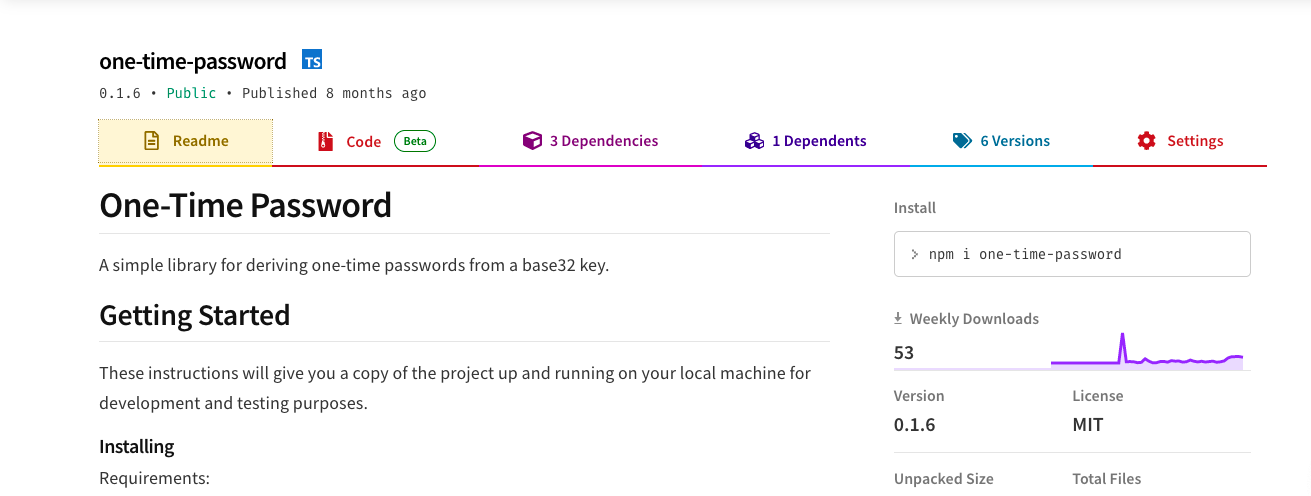 one-time-password TS
0.1.6 • Public • Published 8 months ago
Readme Code Beta 3 Dependencies 1 Dependents 6 Versions Settings
One-Time Password
A simple library for deriving one-time passwords from a base32 key.
Getting Started
These instructions will give you a copy of the project up and running on your local machine for
development and testing purposes.
Installing
Requirements:
Install
> npm i one-time-password
Weekly Downloads
53
Version License
0.1.6 MIT
Unpacked Size Total Files